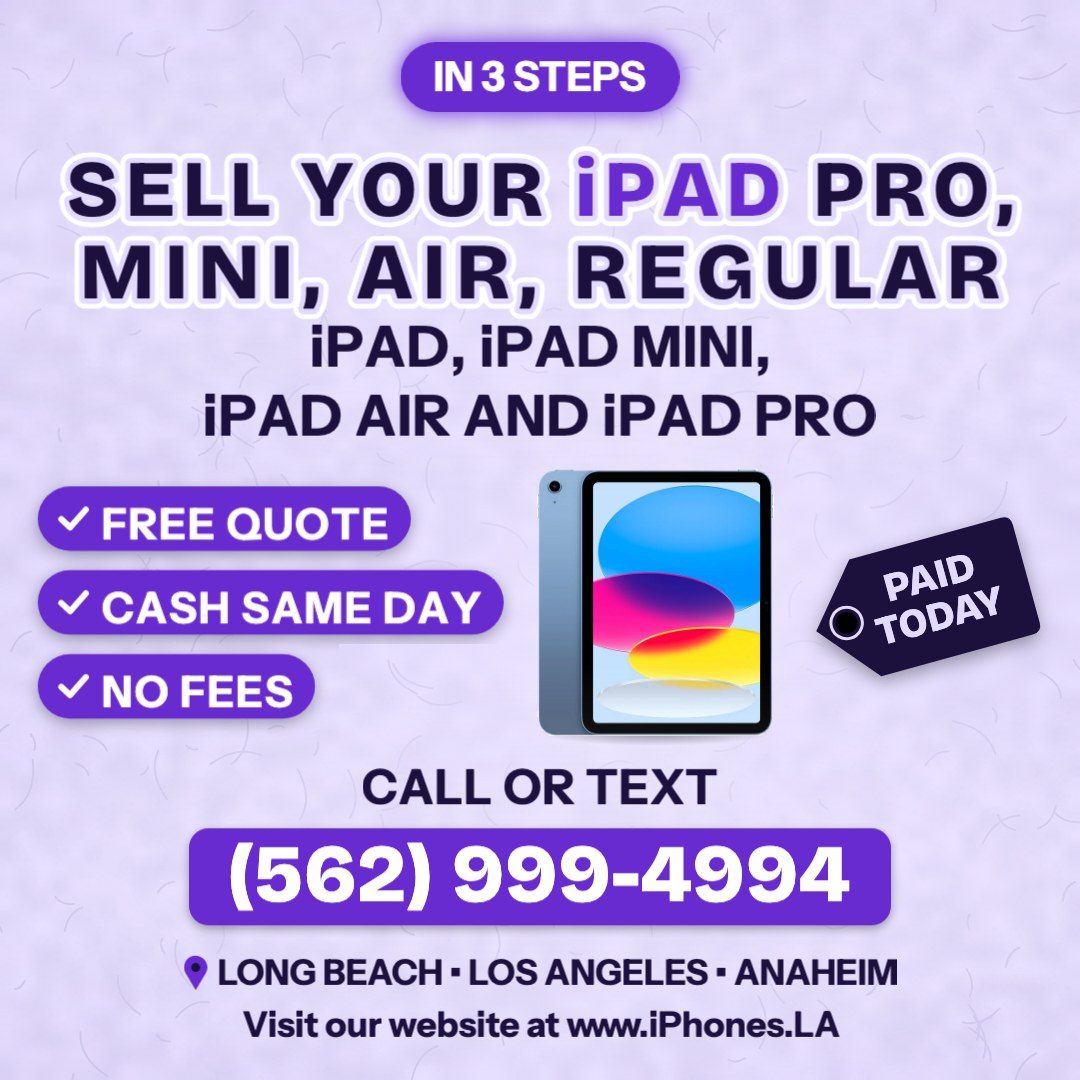 IN 3 STEPS
SELL YOUR iPAD PRO,
MINI, AIR, REGULAR
iPAD, iPAD MINI,
iPAD AIR AND iPAD PRO
✓ FREE QUOTE
✓ CASH SAME DAY
✓ NO FEES
PAID
TODAY
CALL OR TEXT
(562) 999-4994
LONG BEACH ▪ LOS ANGELES ▪ ANAHEIM
Visit our website at www.iPhones.LA